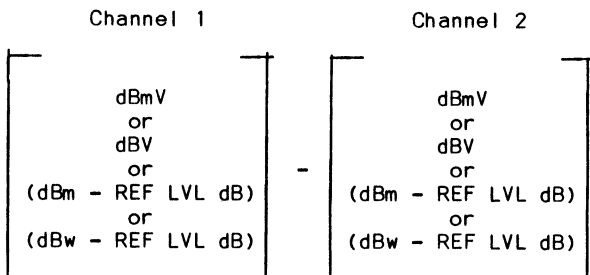 Channel 1 Channel 2
dBmV dBmV
or or
dBV - dBV
or or
(dBm - REF LVL dB) (dBm - REF LVL dB)
or or
(dBw - REF LVL dB) (dBw - REF LVL dB)